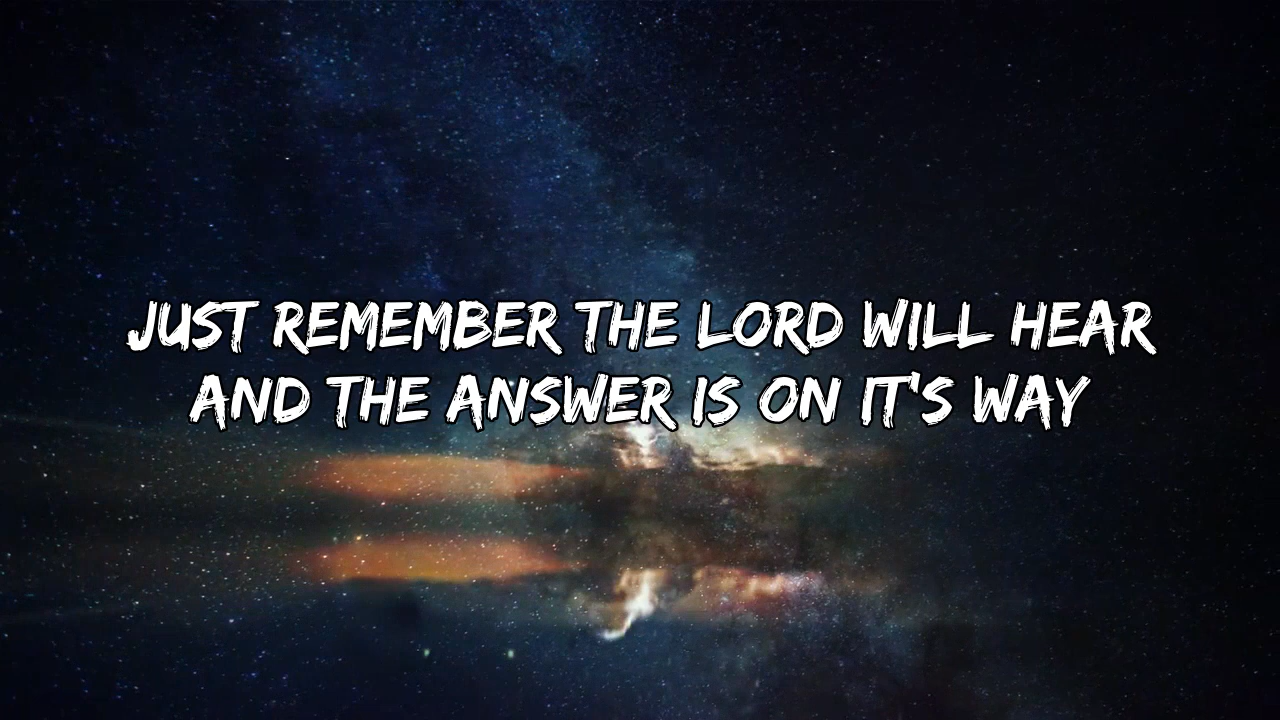 JUST REMEMBER THE LORD WILL HEAR
AND THE ANSWER IS ON IT'S WAY